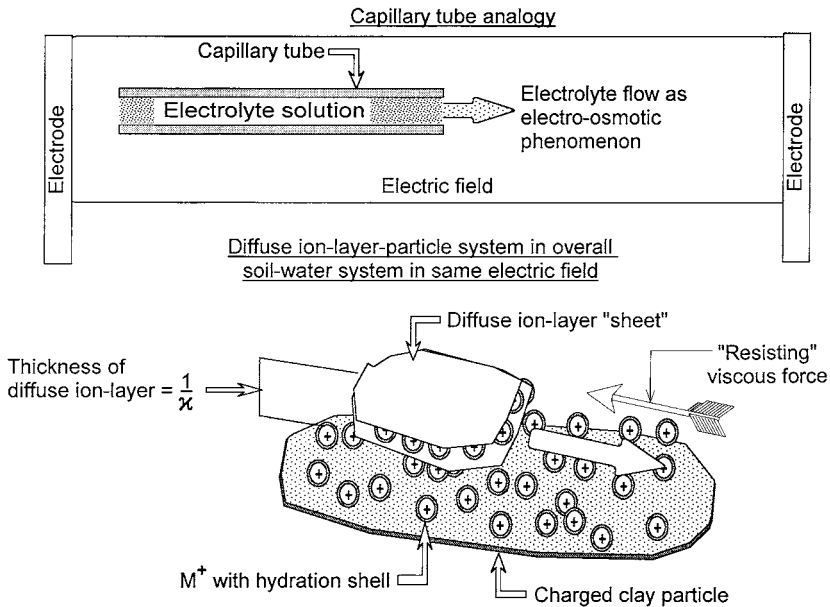 Capillary tube analogy
Capillary tube
Electrode
Electrolyte solution
Electrolyte flow as
electro-osmotic
phenomenon
Electrode
Electric field
Diffuse ion-layer-particle system in overall
soil-water system in same electric field
Diffuse ion-layer "sheet"
Thickness of
diffuse ion-layer = 1/ϰ
"Resisting"
viscous force
+ + + + + + + + + + + + + + + + + + + + + + + + + + +
M⁺ with hydration shell
Charged clay particle